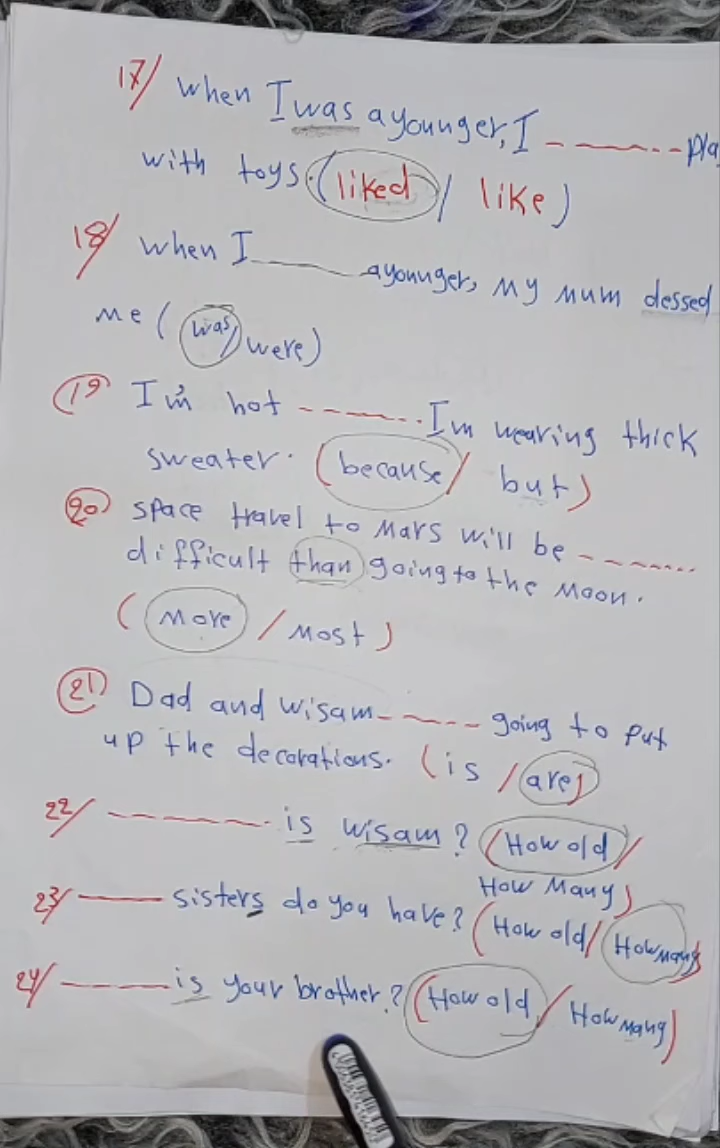 17/ when I was a younger, I ------- pla
with toys. (liked / like)
18/ when I ______ a younger, My Mum dessed
me (was / were)
19 I'm hot ------- I'm wearing thick
sweater. (because / but)
20 space travel to Mars will be -------
difficult than going to the Moon.
(More / Most)
21 Dad and wisam ------- going to put
up the decorations. (is / are)
22/ ------- is wisam? (How old /
How Many)
23/ ------- sisters do you have? (How old / How Many)
24/ ------- is your brother? (How old / How Many)